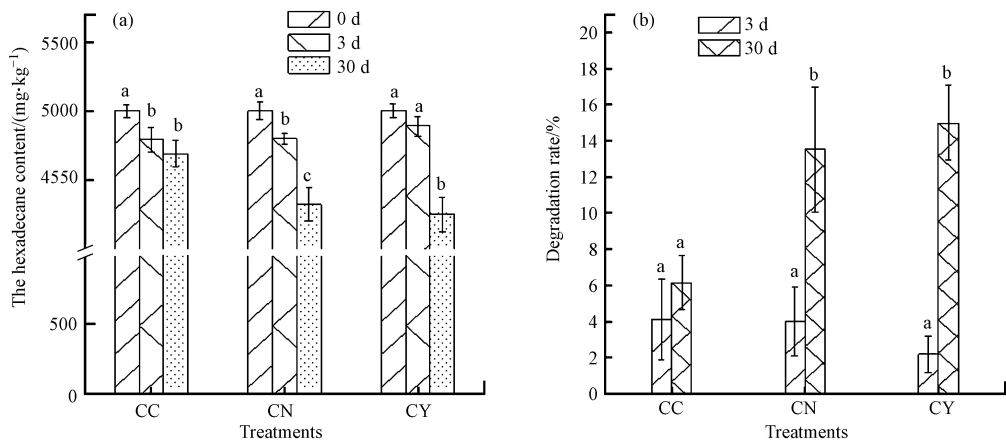 (a)
0 d
3 d
30 d
The hexadecane content/(mg·kg⁻¹)
5500
5000
4550
500
0
a
b
b
a
b
c
a
a
b
CC
CN
CY
Treatments
(b)
3 d
30 d
Degradation rate/%
20
18
16
14
12
10
8
6
4
2
0
a
a
a
b
a
b
CC
CN
CY
Treatments